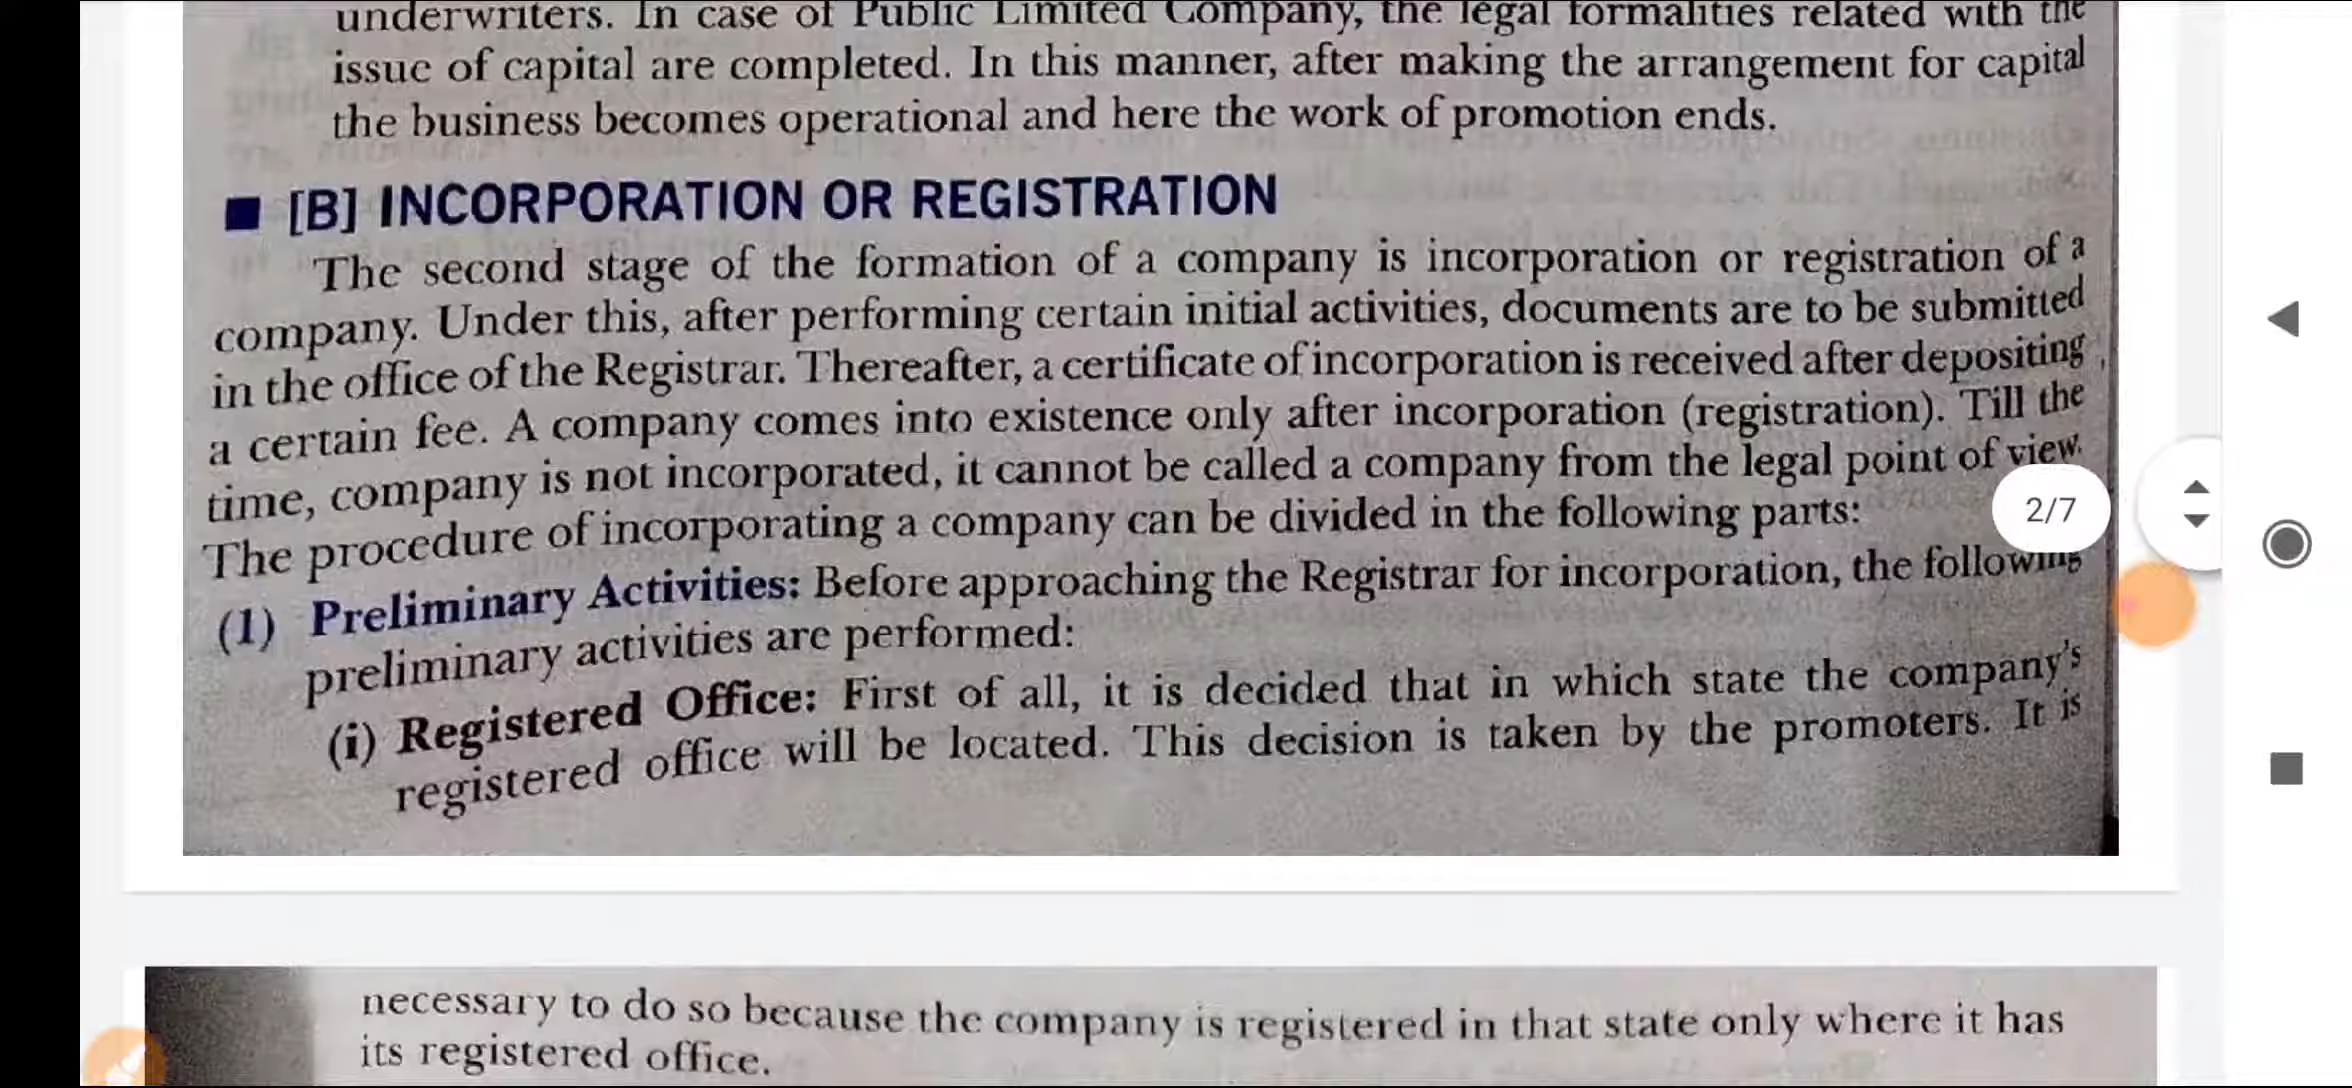 underwriters. In case of Public Limited Company, the legal formalities related with the
issue of capital are completed. In this manner, after making the arrangement for capital
the business becomes operational and here the work of promotion ends.
[B] INCORPORATION OR REGISTRATION
The second stage of the formation of a company is incorporation or registration of a
company. Under this, after performing certain initial activities, documents are to be submitted
in the office of the Registrar. Thereafter, a certificate of incorporation is received after depositing
a certain fee. A company comes into existence only after incorporation (registration). Till the
time, company is not incorporated, it cannot be called a company from the legal point of view.
The procedure of incorporating a company can be divided in the following parts:
2/7
(1) Preliminary Activities: Before approaching the Registrar for incorporation, the following
preliminary activities are performed:
(i) Registered Office: First of all, it is decided that in which state the company's
registered office will be located. This decision is taken by the promoters. It is
necessary to do so because the company is registered in that state only where it has
its registered office.